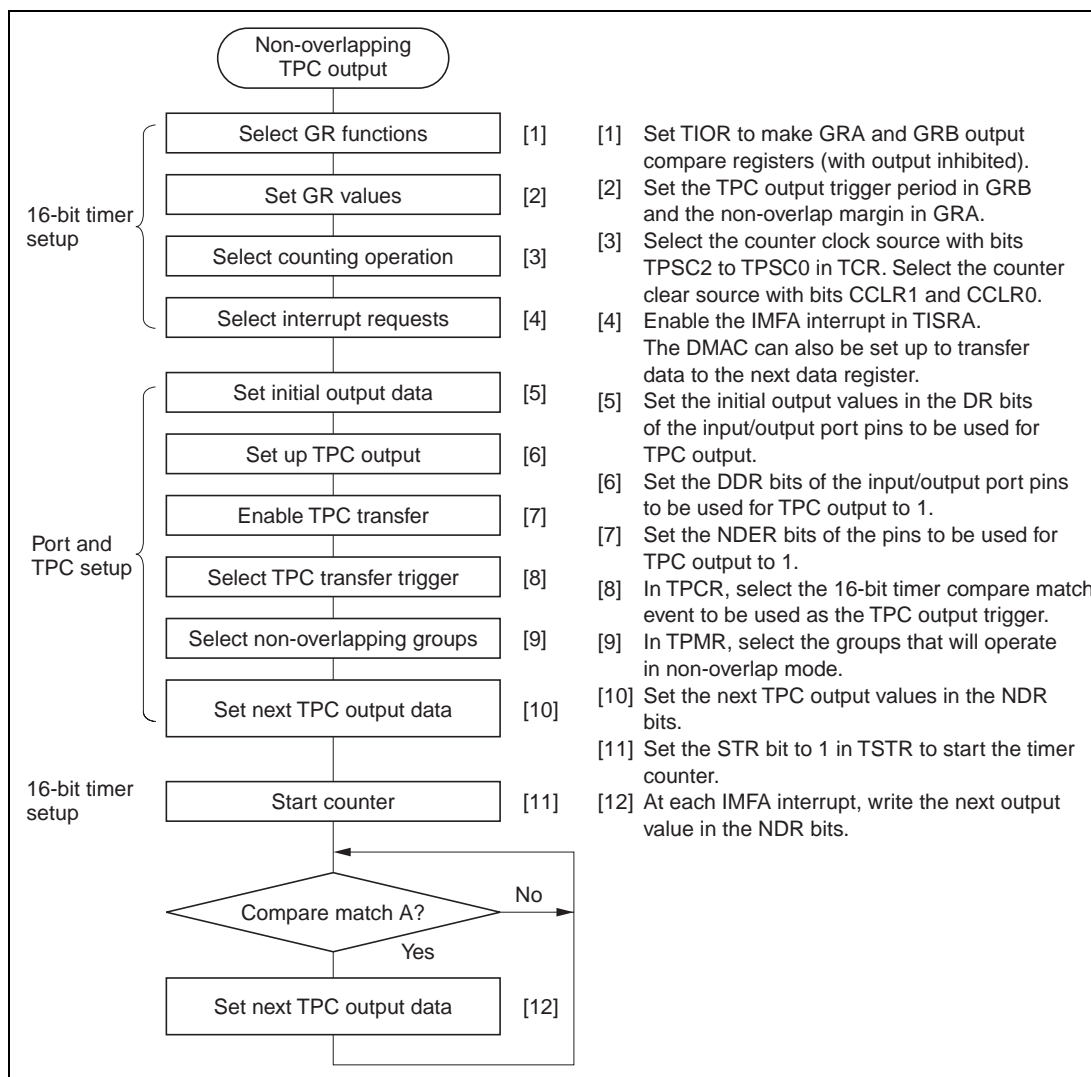 Non-overlapping
TPC output
16-bit timer
setup
Select GR functions [1]
Set GR values [2]
Select counting operation [3]
Select interrupt requests [4]
Port and
TPC setup
Set initial output data [5]
Set up TPC output [6]
Enable TPC transfer [7]
Select TPC transfer trigger [8]
Select non-overlapping groups [9]
Set next TPC output data [10]
16-bit timer
setup
Start counter [11]
Compare match A?
No
Yes
Set next TPC output data [12]
[1] Set TIOR to make GRA and GRB output
compare registers (with output inhibited).
[2] Set the TPC output trigger period in GRB
and the non-overlap margin in GRA.
[3] Select the counter clock source with bits
TPSC2 to TPSC0 in TCR. Select the counter
clear source with bits CCLR1 and CCLR0.
[4] Enable the IMFA interrupt in TISRA.
The DMAC can also be set up to transfer
data to the next data register.
[5] Set the initial output values in the DR bits
of the input/output port pins to be used for
TPC output.
[6] Set the DDR bits of the input/output port pins
to be used for TPC output to 1.
[7] Set the NDER bits of the pins to be used for
TPC output to 1.
[8] In TPCR, select the 16-bit timer compare match
event to be used as the TPC output trigger.
[9] In TPMR, select the groups that will operate
in non-overlap mode.
[10] Set the next TPC output values in the NDR
bits.
[11] Set the STR bit to 1 in TSTR to start the timer
counter.
[12] At each IMFA interrupt, write the next output
value in the NDR bits.